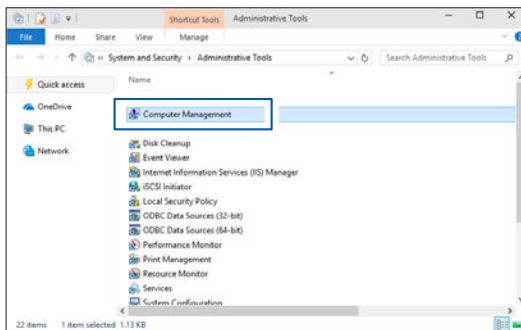 Shortcut Tools Administrative Tools
File Home Share View Manage
« System and Security › Administrative Tools Search Administrative Tools
Name
Quick access
OneDrive
This PC
Network
Computer Management
Disk Cleanup
Event Viewer
Internet Information Services (IIS) Manager
iSCSI Initiator
Local Security Policy
ODBC Data Sources (32-bit)
ODBC Data Sources (64-bit)
Performance Monitor
Print Management
Resource Monitor
Services
System Configuration
22 items 1 item selected 1.13 KB